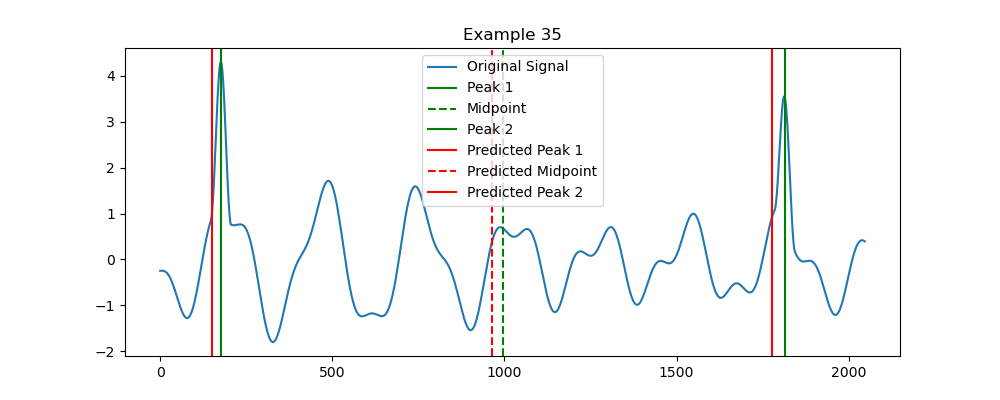 Example 35
Original Signal
Peak 1
Midpoint
Peak 2
Predicted Peak 1
Predicted Midpoint
Predicted Peak 2
4
3
2
1
0
−1
−2
0 500 1000 1500 2000